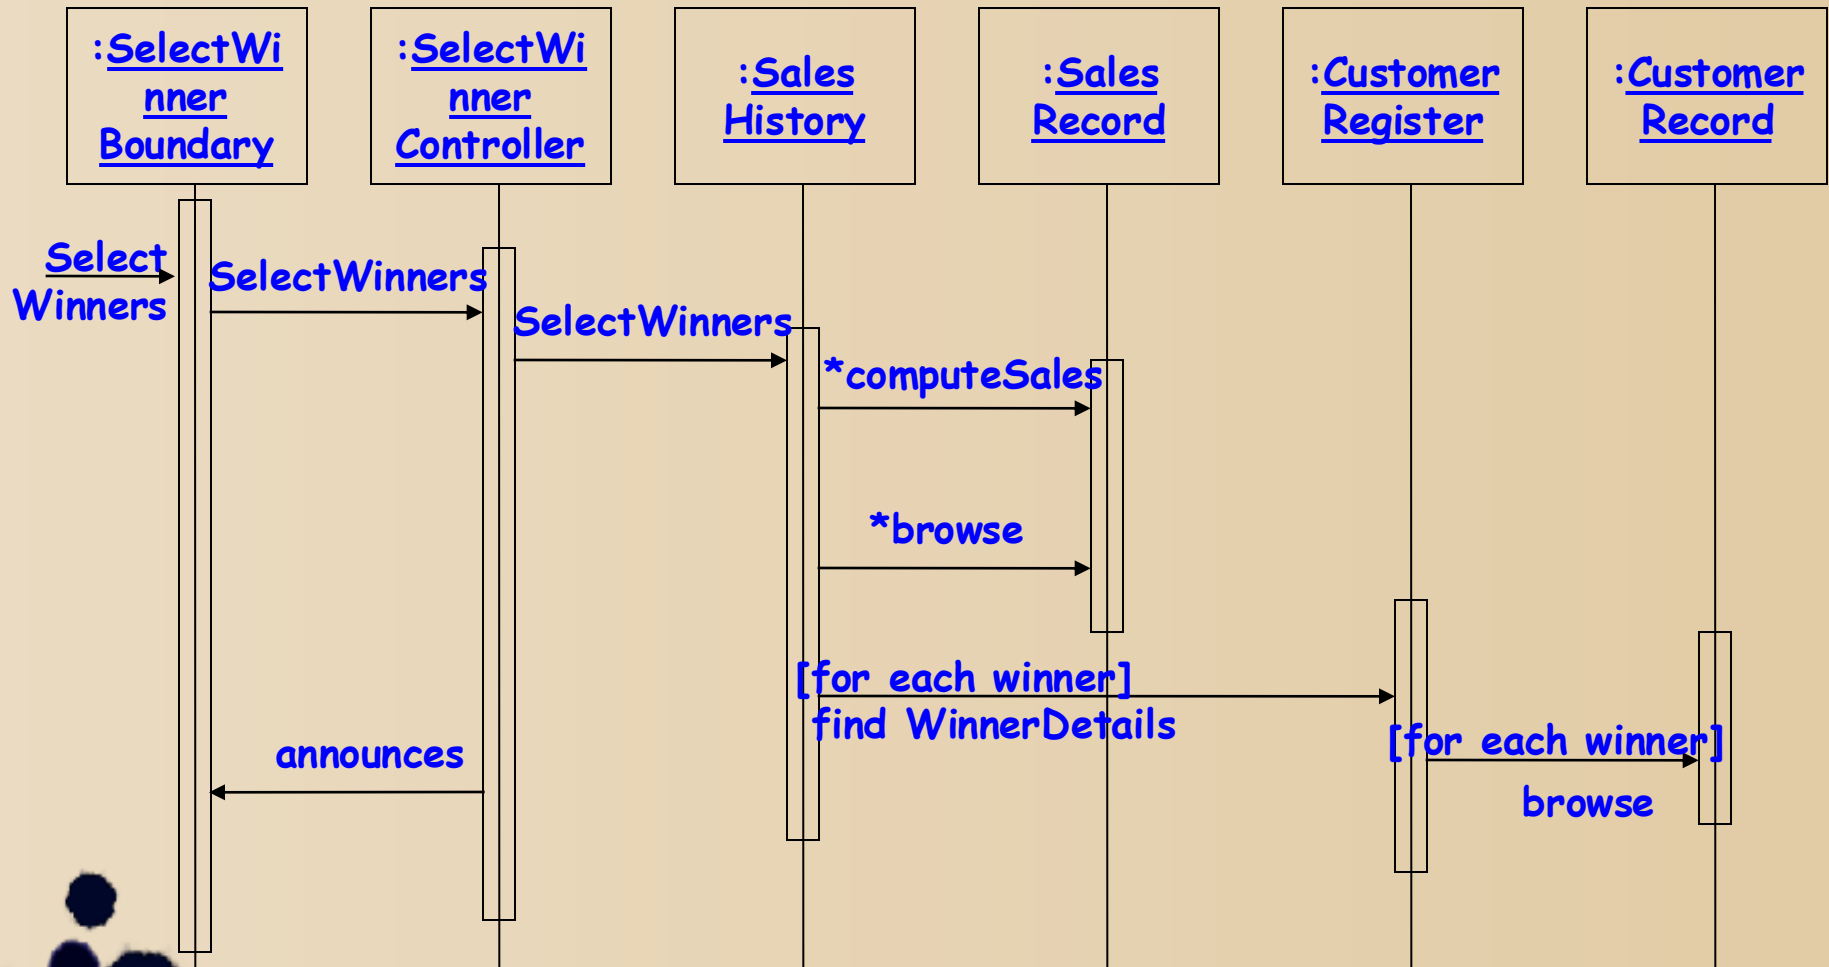 :SelectWi
nner
Boundary
:SelectWi
nner
Controller
:Sales
History
:Sales
Record
:Customer
Register
:Customer
Record
Select
Winners
SelectWinners
SelectWinners
*computeSales
*browse
[for each winner]
find WinnerDetails
[for each winner]
browse
announces